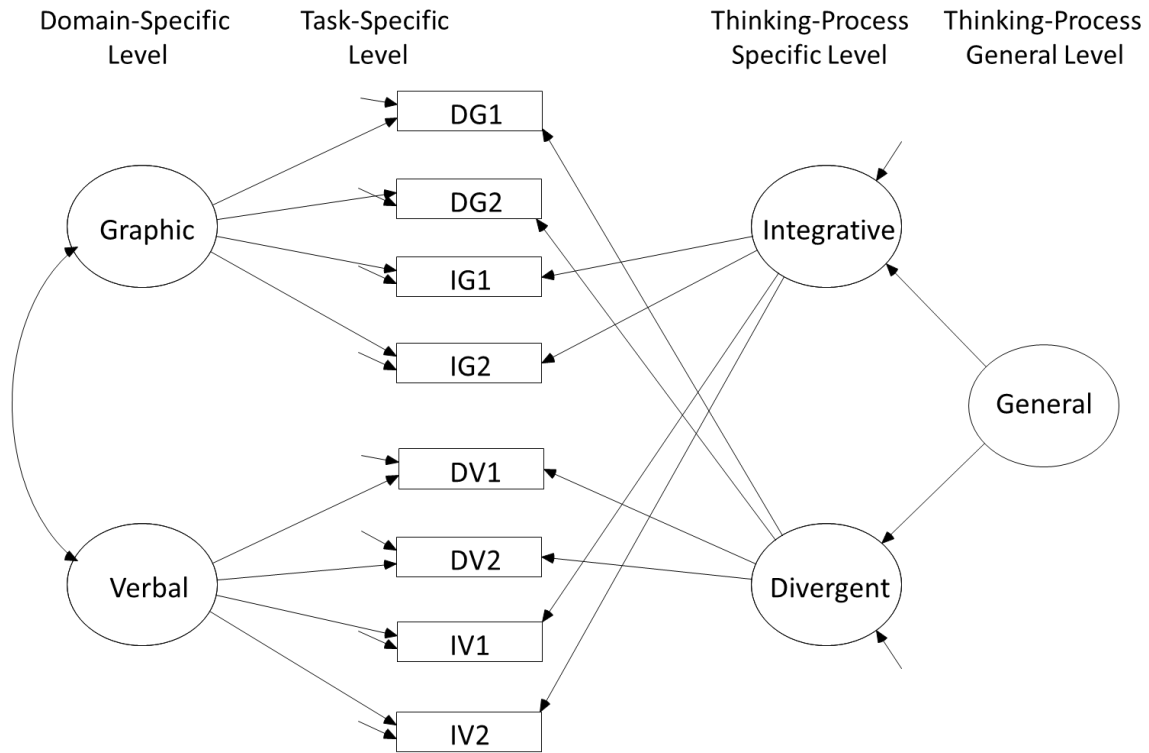 Domain-Specific
Level
Task-Specific
Level
Thinking-Process
Specific Level
Thinking-Process
General Level
DG1
DG2
IG1
IG2
DV1
DV2
IV1
IV2
Graphic
Verbal
Integrative
Divergent
General